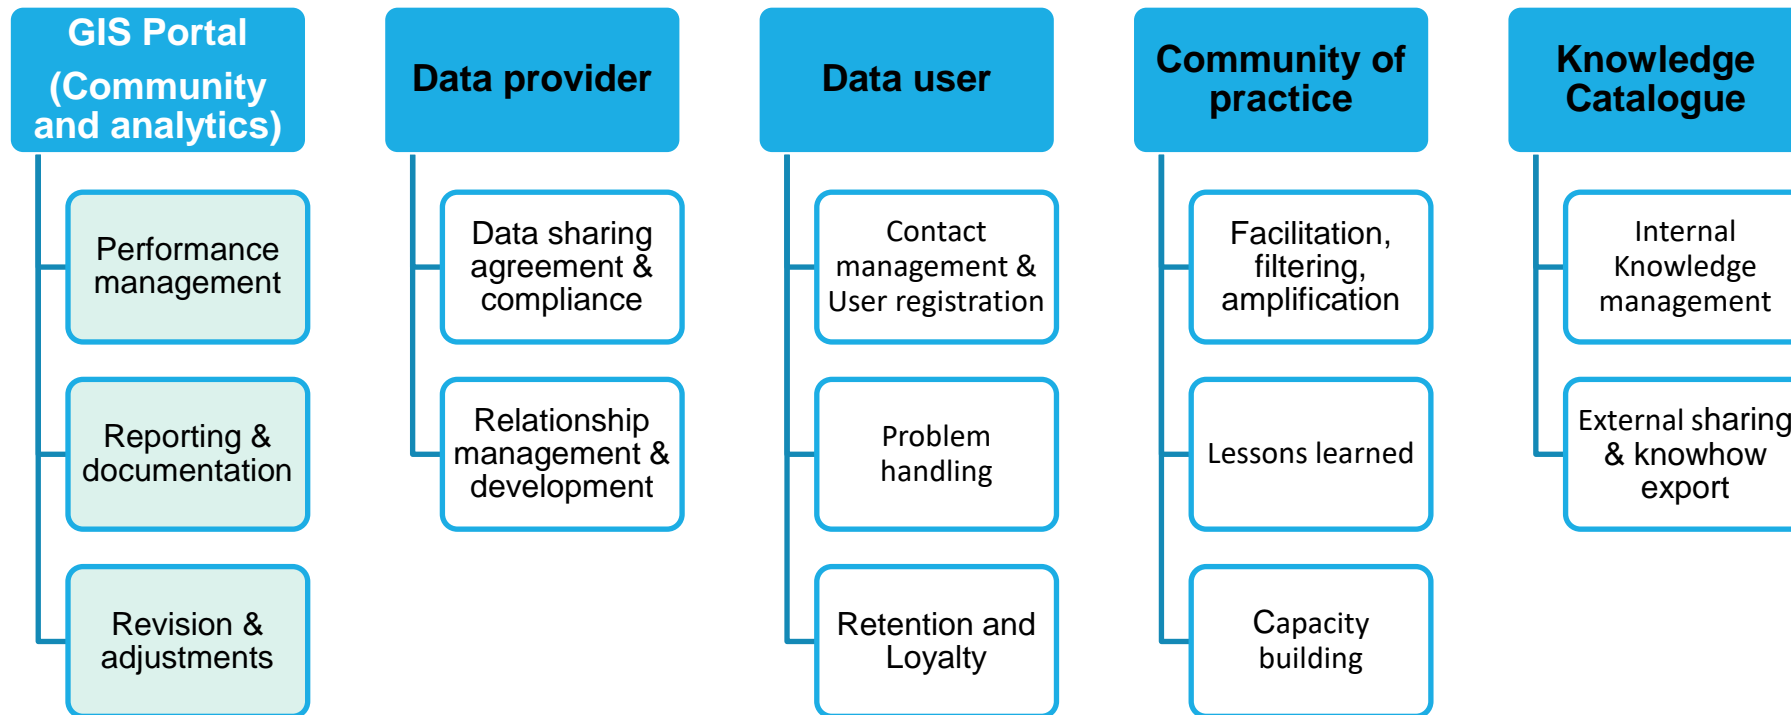 GIS Portal
(Community
and analytics)
Performance
management
Reporting &
documentation
Revision &
adjustments
Data provider
Data sharing
agreement &
compliance
Relationship
management &
development
Data user
Contact
management &
User registration
Problem
handling
Retention and
Loyalty
Community of
practice
Facilitation,
filtering,
amplification
Lessons learned
Capacity
building
Knowledge
Catalogue
Internal
Knowledge
management
External sharing
& knowhow
export